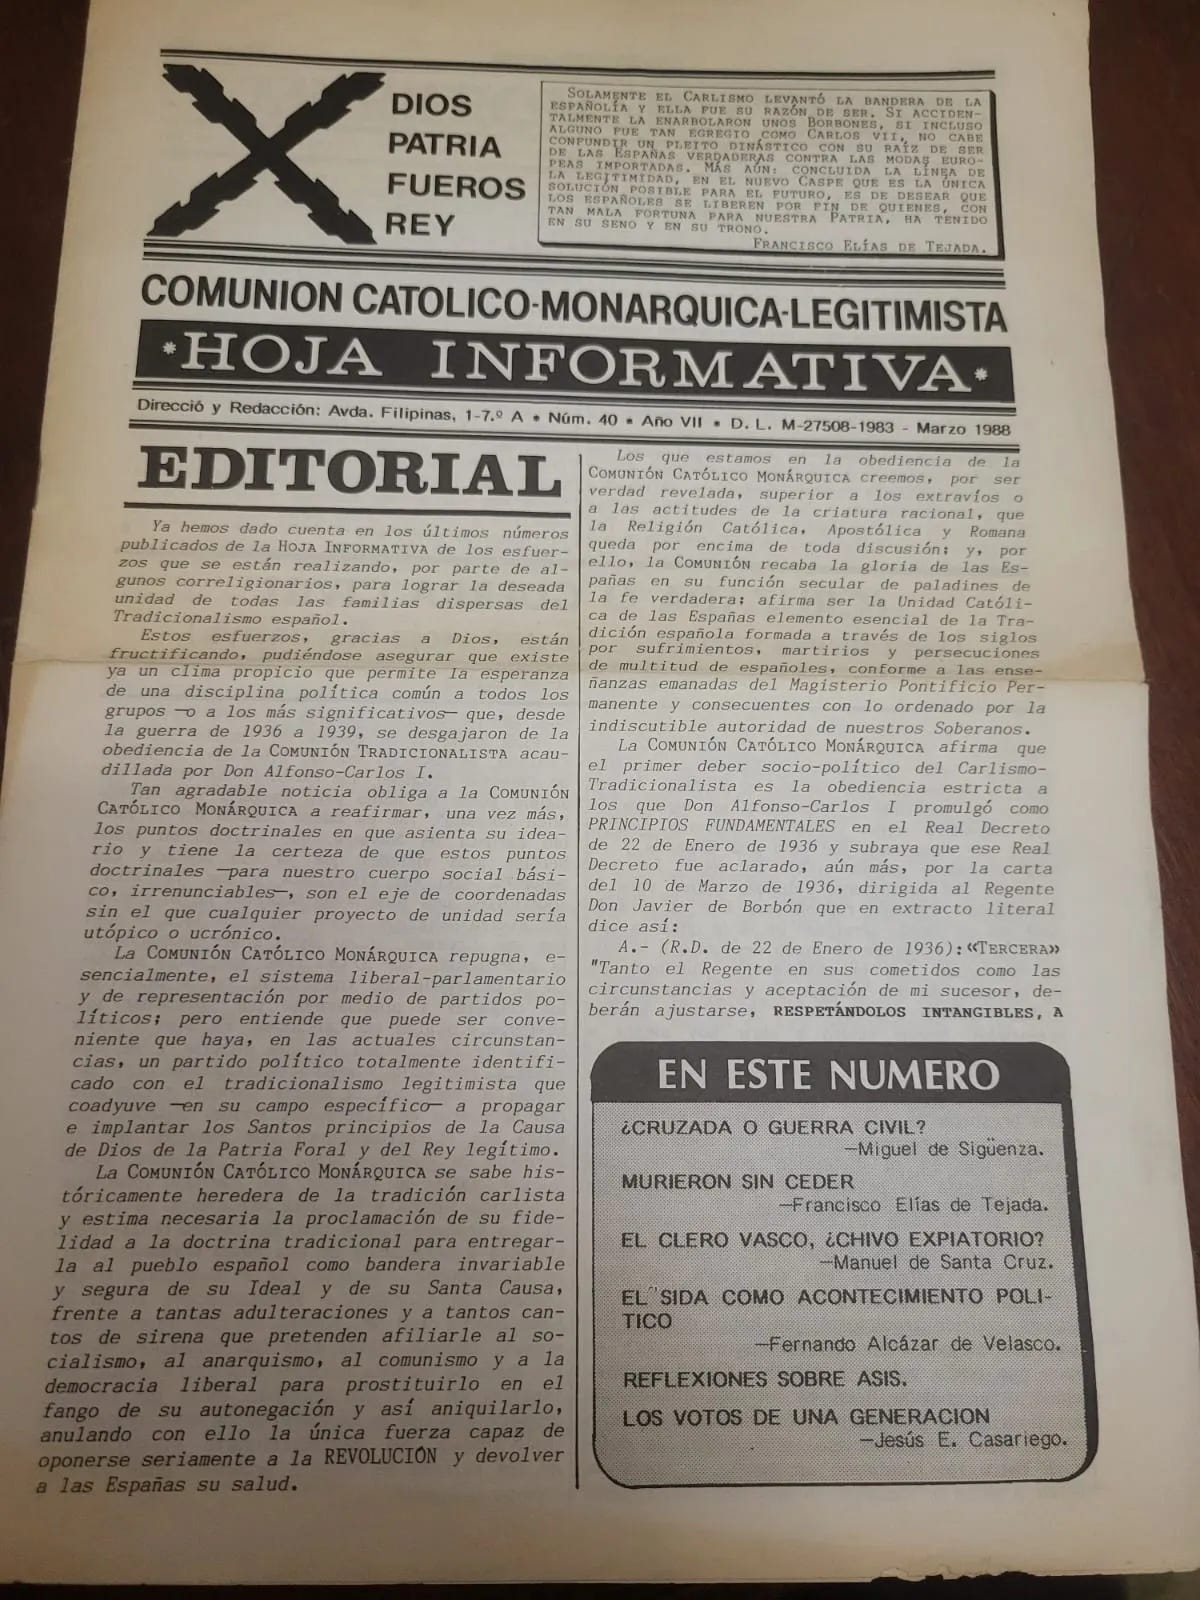 DIOS
PATRIA
FUEROS
REY
SOLAMENTE EL CARLISMO LEVANTÓ LA BANDERA DE LA
ESPAÑOLÍA Y ELLA FUE SU RAZÓN DE SER. SI ACCIDEN-
TALMENTE LA ENARBOLARON UNOS BORBONES, SI INCLUSO
ALGUNO FUE TAN EGREGIO COMO CARLOS VII, NO CABE
CONFUNDIR UN PLEITO DINÁSTICO CON SU RAÍZ DE SER
DE LAS ESPAÑAS VERDADERAS CONTRA LAS MODAS EURO-
PEAS IMPORTADAS. MÁS AÚN: CONCLUIDA LA LÍNEA DE
LA LEGITIMIDAD, EN EL NUEVO CASPE QUE ES LA ÚNICA
SOLUCIÓN POSIBLE PARA EL FUTURO, ES DE DESEAR QUE
LOS ESPAÑOLES SE LIBEREN POR FIN DE QUIENES, CON
TAN MALA FORTUNA PARA NUESTRA PATRIA, HA TENIDO
EN SU SENO Y EN SU TRONO.
FRANCISCO ELÍAS DE TEJADA.
COMUNION CATOLICO-MONARQUICA-LEGITIMISTA
*HOJA INFORMATIVA*
Direcció y Redacción: Avda. Filipinas, 1-7.º A * Núm. 40 * Año VII * D. L. M-27508-1983 - Marzo 1988
EDITORIAL
Ya hemos dado cuenta en los últimos números
publicados de la HOJA INFORMATIVA de los esfuer-
zos que se están realizando, por parte de al-
gunos correligionarios, para lograr la deseada
unidad de todas las familias dispersas del
Tradicionalismo español.
Estos esfuerzos, gracias a Dios, están
fructificando, pudiéndose asegurar que existe
ya un clima propicio que permite la esperanza
de una disciplina política común a todos los
grupos —o a los más significativos— que, desde
la guerra de 1936 a 1939, se desgajaron de la
obediencia de la COMUNIÓN TRADICIONALISTA acau-
dillada por Don Alfonso-Carlos I.
Tan agradable noticia obliga a la COMUNIÓN
CATÓLICO MONÁRQUICA a reafirmar, una vez más,
los puntos doctrinales en que asienta su idea-
rio y tiene la certeza de que estos puntos
doctrinales —para nuestro cuerpo social bási-
co, irrenunciables—, son el eje de coordenadas
sin el que cualquier proyecto de unidad sería
utópico o ucrónico.
La COMUNIÓN CATÓLICO MONÁRQUICA repugna, e-
sencialmente, el sistema liberal-parlamentario
y de representación por medio de partidos po-
líticos; pero entiende que puede ser conve-
niente que haya, en las actuales circunstan-
cias, un partido político totalmente identifi-
cado con el tradicionalismo legitimista que
coadyuve —en su campo específico— a propagar
e implantar los Santos principios de la Causa
de Dios de la Patria Foral y del Rey legítimo.
La COMUNIÓN CATÓLICO MONÁRQUICA se sabe his-
tóricamente heredera de la tradición carlista
y estima necesaria la proclamación de su fide-
lidad a la doctrina tradicional para entregar-
la al pueblo español como bandera invariable
y segura de su Ideal y de su Santa Causa,
frente a tantas adulteraciones y a tantos can-
tos de sirena que pretenden afiliarle al so-
cialismo, al anarquismo, al comunismo y a la
democracia liberal para prostituirlo en el
fango de su autonegación y así aniquilarlo,
anulando con ello la única fuerza capaz de
oponerse seriamente a la REVOLUCIÓN y devolver
a las Españas su salud.
Los que estamos en la obediencia de la
COMUNIÓN CATÓLICO MONÁRQUICA creemos, por ser
verdad revelada, superior a los extravíos o
a las actitudes de la criatura racional, que
la Religión Católica, Apostólica y Romana
queda por encima de toda discusión; y, por
ello, la COMUNIÓN recaba la gloria de las Es-
pañas en su función secular de paladines de
la fe verdadera; afirma ser la Unidad Católi-
ca de las Españas elemento esencial de la Tra-
dición española formada a través de los siglos
por sufrimientos, martirios y persecuciones
de multitud de españoles, conforme a las ense-
ñanzas emanadas del Magisterio Pontificio Per-
manente y consecuentes con lo ordenado por la
indiscutible autoridad de nuestros Soberanos.
La COMUNIÓN CATÓLICO MONÁRQUICA afirma que
el primer deber socio-político del Carlismo-
Tradicionalista es la obediencia estricta a
los que Don Alfonso-Carlos I promulgó como
PRINCIPIOS FUNDAMENTALES en el Real Decreto
de 22 de Enero de 1936 y subraya que ese Real
Decreto fue aclarado, aún más, por la carta
del 10 de Marzo de 1936, dirigida al Regente
Don Javier de Borbón que en extracto literal
dice así:
A.- (R.D. de 22 de Enero de 1936):«TERCERA»
"Tanto el Regente en sus cometidos como las
circunstancias y aceptación de mi sucesor, de-
berán ajustarse, RESPETÁNDOLOS INTANGIBLES, A
EN ESTE NUMERO
¿CRUZADA O GUERRA CIVIL?
—Miguel de Sigüenza.
MURIERON SIN CEDER
—Francisco Elías de Tejada.
EL CLERO VASCO, ¿CHIVO EXPIATORIO?
—Manuel de Santa Cruz.
EL SIDA COMO ACONTECIMIENTO POLI-
TICO
—Fernando Alcázar de Velasco.
REFLEXIONES SOBRE ASIS.
LOS VOTOS DE UNA GENERACION
—Jesús E. Casariego.